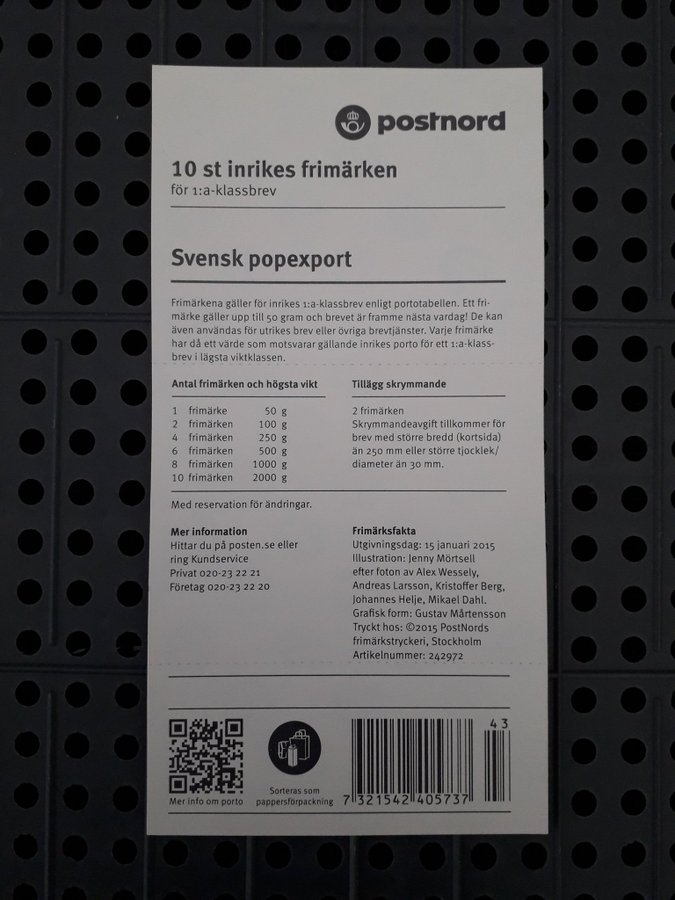 postnord
10 st inrikes frimärken
för 1:a-klassbrev
Svensk popexport
Frimärkena gäller för inrikes 1:a-klassbrev enligt portotabellen. Ett fri-
märke gäller upp till 50 gram och brevet är framme nästa vardag! De kan
även användas för utrikes brev eller övriga brevtjänster. Varje frimärke
har då ett värde som motsvarar gällande inrikes porto för ett 1:a-klass-
brev i lägsta viktklassen.
Antal frimärken och högsta vikt
1 frimärke 50 g
2 frimärken 100 g
4 frimärken 250 g
6 frimärken 500 g
8 frimärken 1000 g
10 frimärken 2000 g
Tillägg skrymmande
2 frimärken
Skrymmandeavgift tillkommer för
brev med större bredd (kortsida)
än 250 mm eller större tjocklek/
diameter än 30 mm.
Med reservation för ändringar.
Mer information
Hittar du på posten.se eller
ring Kundservice
Privat 020-23 22 21
Företag 020-23 22 20
Frimärksfakta
Utgivningsdag: 15 januari 2015
Illustration: Jenny Mörtsell
efter foton av Alex Wessely,
Andreas Larsson, Kristoffer Berg,
Johannes Helje, Mikael Dahl.
Grafisk form: Gustav Mårtensson
Tryckt hos: ©2015 PostNords
frimärkstryckeri, Stockholm
Artikelnummer: 242972
Mer info om porto
Sorteras som
pappersförpackning
7 321542 405737
43